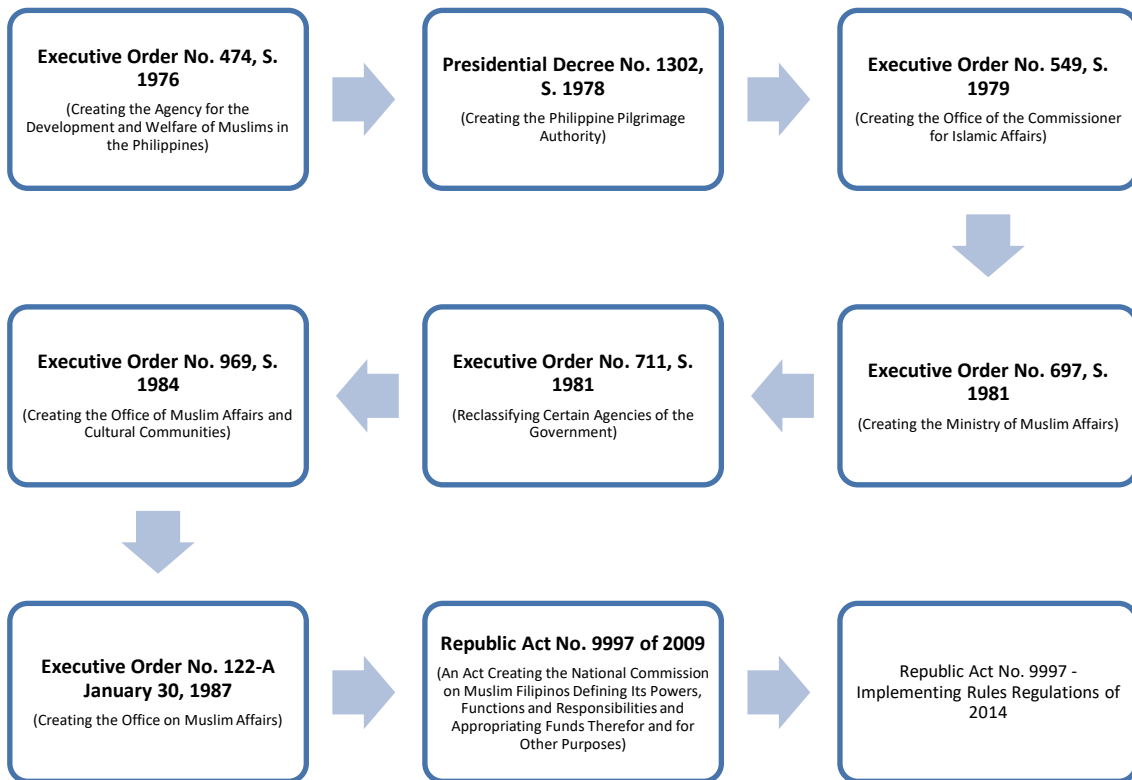 Executive Order No. 474, S.
1976
(Creating the Agency for the
Development and Welfare of Muslims in
the Philippines)
Presidential Decree No. 1302,
S. 1978
(Creating the Philippine Pilgrimage
Authority)
Executive Order No. 549, S.
1979
(Creating the Office of the Commissioner
for Islamic Affairs)
Executive Order No. 697, S.
1981
(Creating the Ministry of Muslim Affairs)
Executive Order No. 711, S.
1981
(Reclassifying Certain Agencies of the
Government)
Executive Order No. 969, S.
1984
(Creating the Office of Muslim Affairs and
Cultural Communities)
Executive Order No. 122-A
January 30, 1987
(Creating the Office on Muslim Affairs)
Republic Act No. 9997 of 2009
(An Act Creating the National Commission
on Muslim Filipinos Defining Its Powers,
Functions and Responsibilities and
Appropriating Funds Therefor and for
Other Purposes)
Republic Act No. 9997 -
Implementing Rules Regulations of
2014